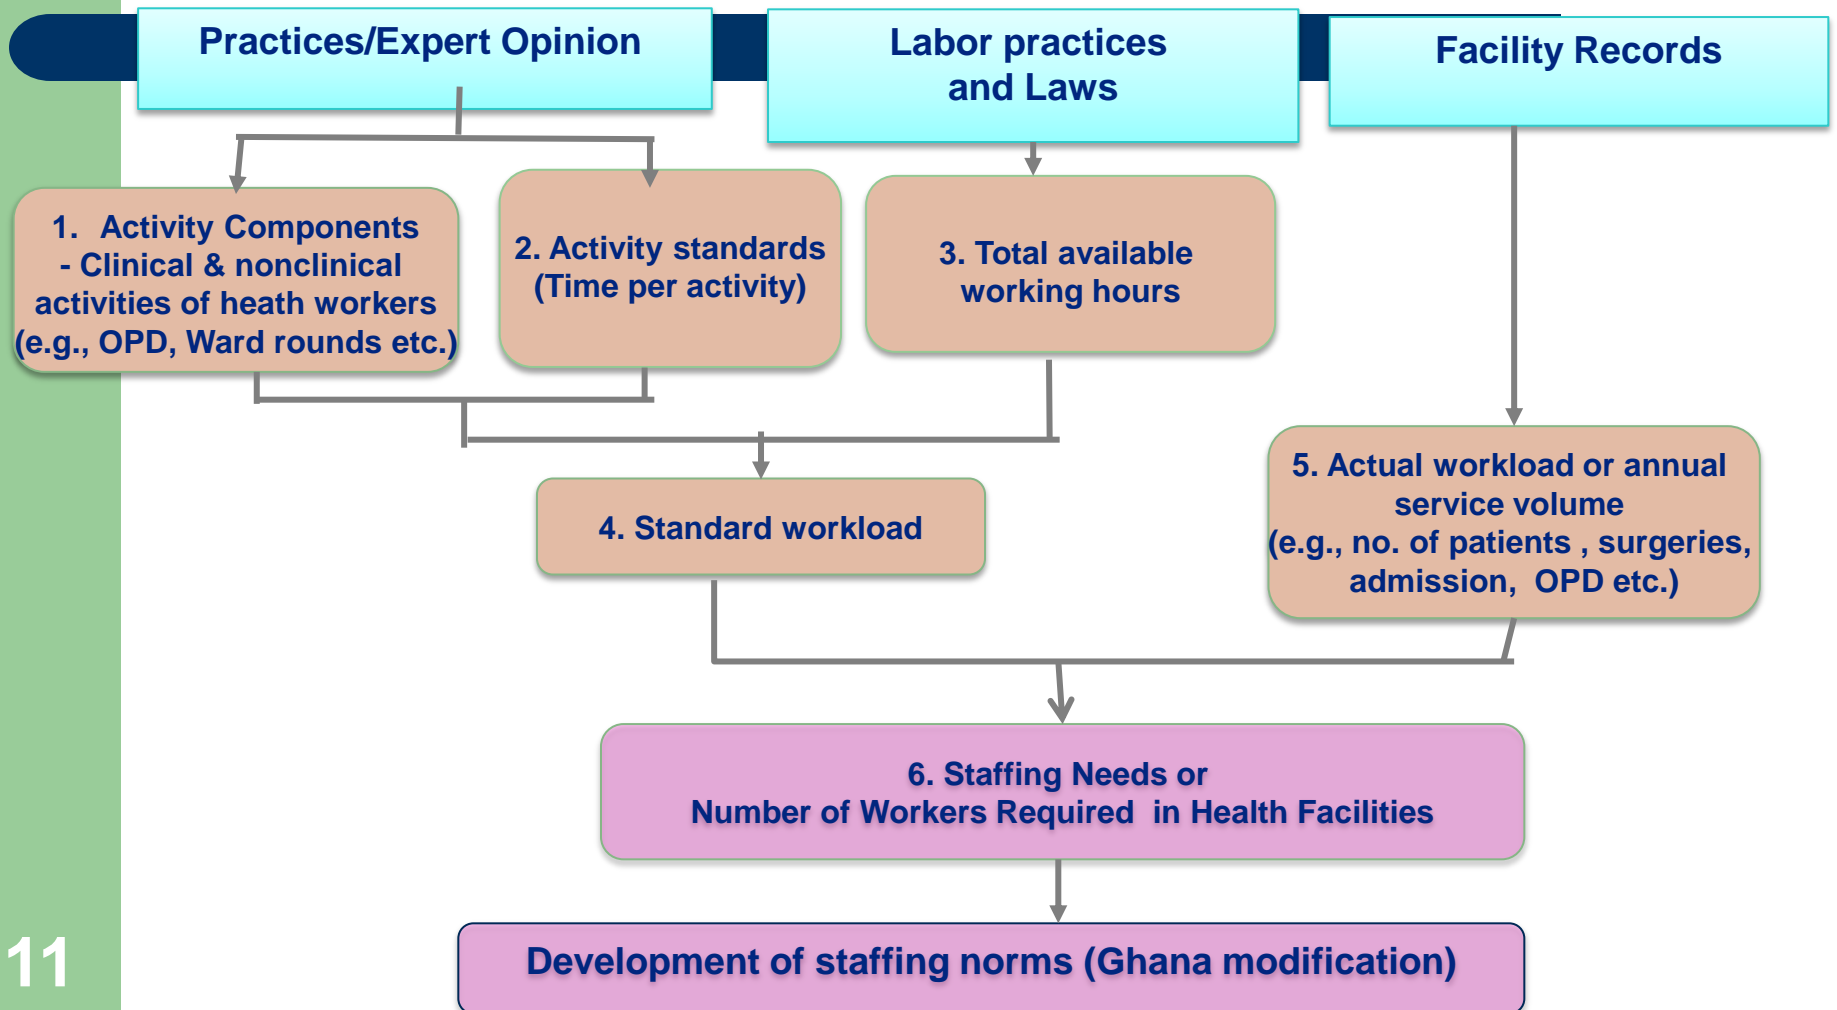 Practices/Expert Opinion
Labor practices
and Laws
Facility Records
1. Activity Components
- Clinical & nonclinical
activities of heath workers
(e.g., OPD, Ward rounds etc.)
2. Activity standards
(Time per activity)
3. Total available
working hours
4. Standard workload
5. Actual workload or annual
service volume
(e.g., no. of patients , surgeries,
admission, OPD etc.)
6. Staffing Needs or
Number of Workers Required in Health Facilities
Development of staffing norms (Ghana modification)
11